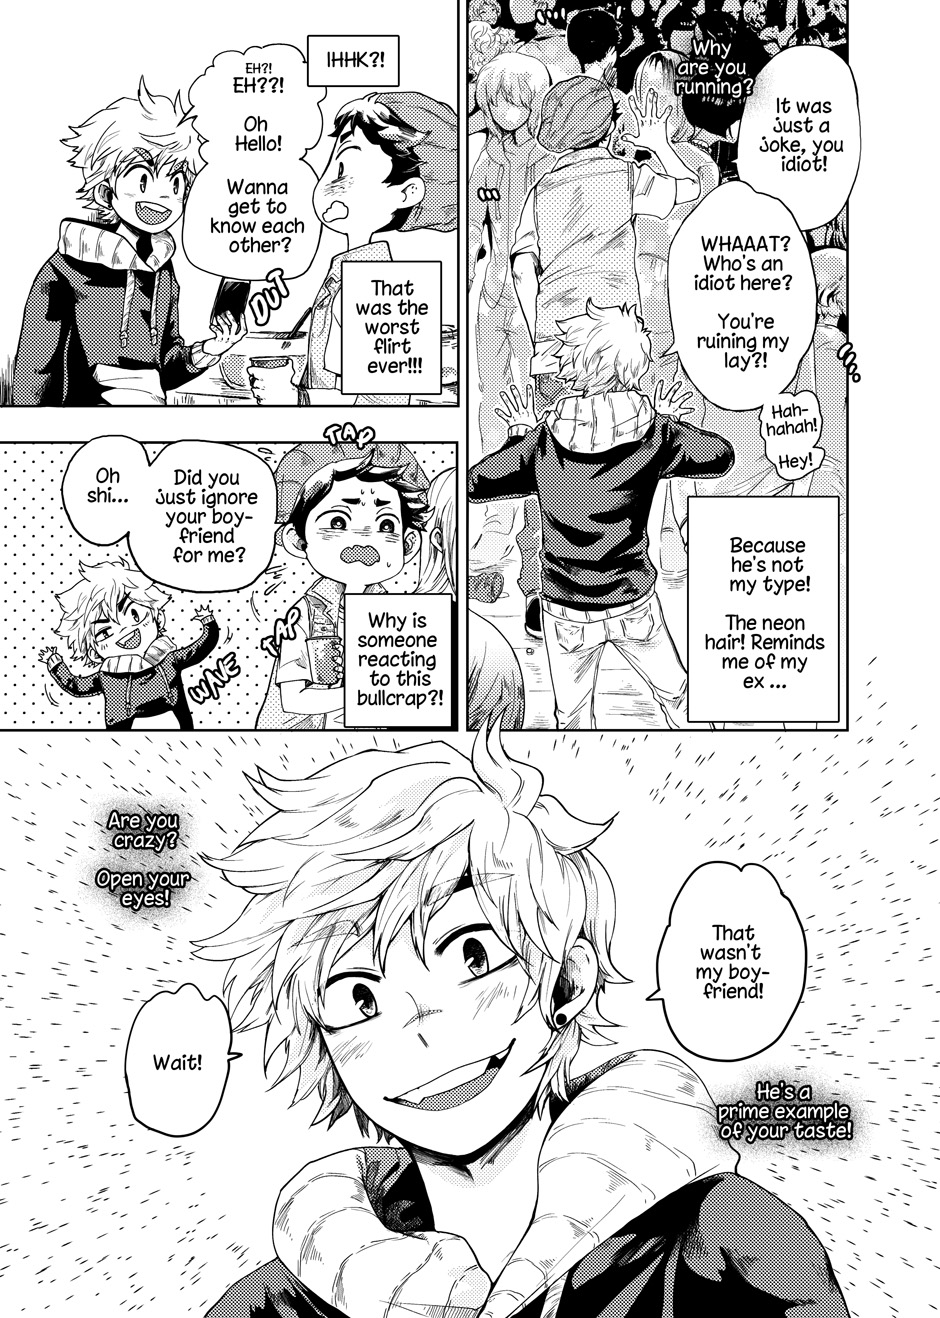 Why
are you
running?
It was
just a
joke, you
idiot!
WHAAAT?
Who's an
idiot here?
You're
ruining my
lay?!
Hah-
hahah!
Hey!
Because
he's not
my type!
The neon
hair! Reminds
me of my
ex ...
IHHK?!
EH?!
EH??!
Oh
Hello!
Wanna
get to
know each
other?
DUT
That
was the
worst
flirt
ever!!!
TAP
Did you
just ignore
your boy-
friend
for me?
Oh
shi...
TAP
WAVE
Why is
someone
reacting
to this
bullcrap?!
That
wasn't
my boy-
friend!
He's a
prime example
of your taste!
Are you
crazy?
Open your
eyes!
Wait!